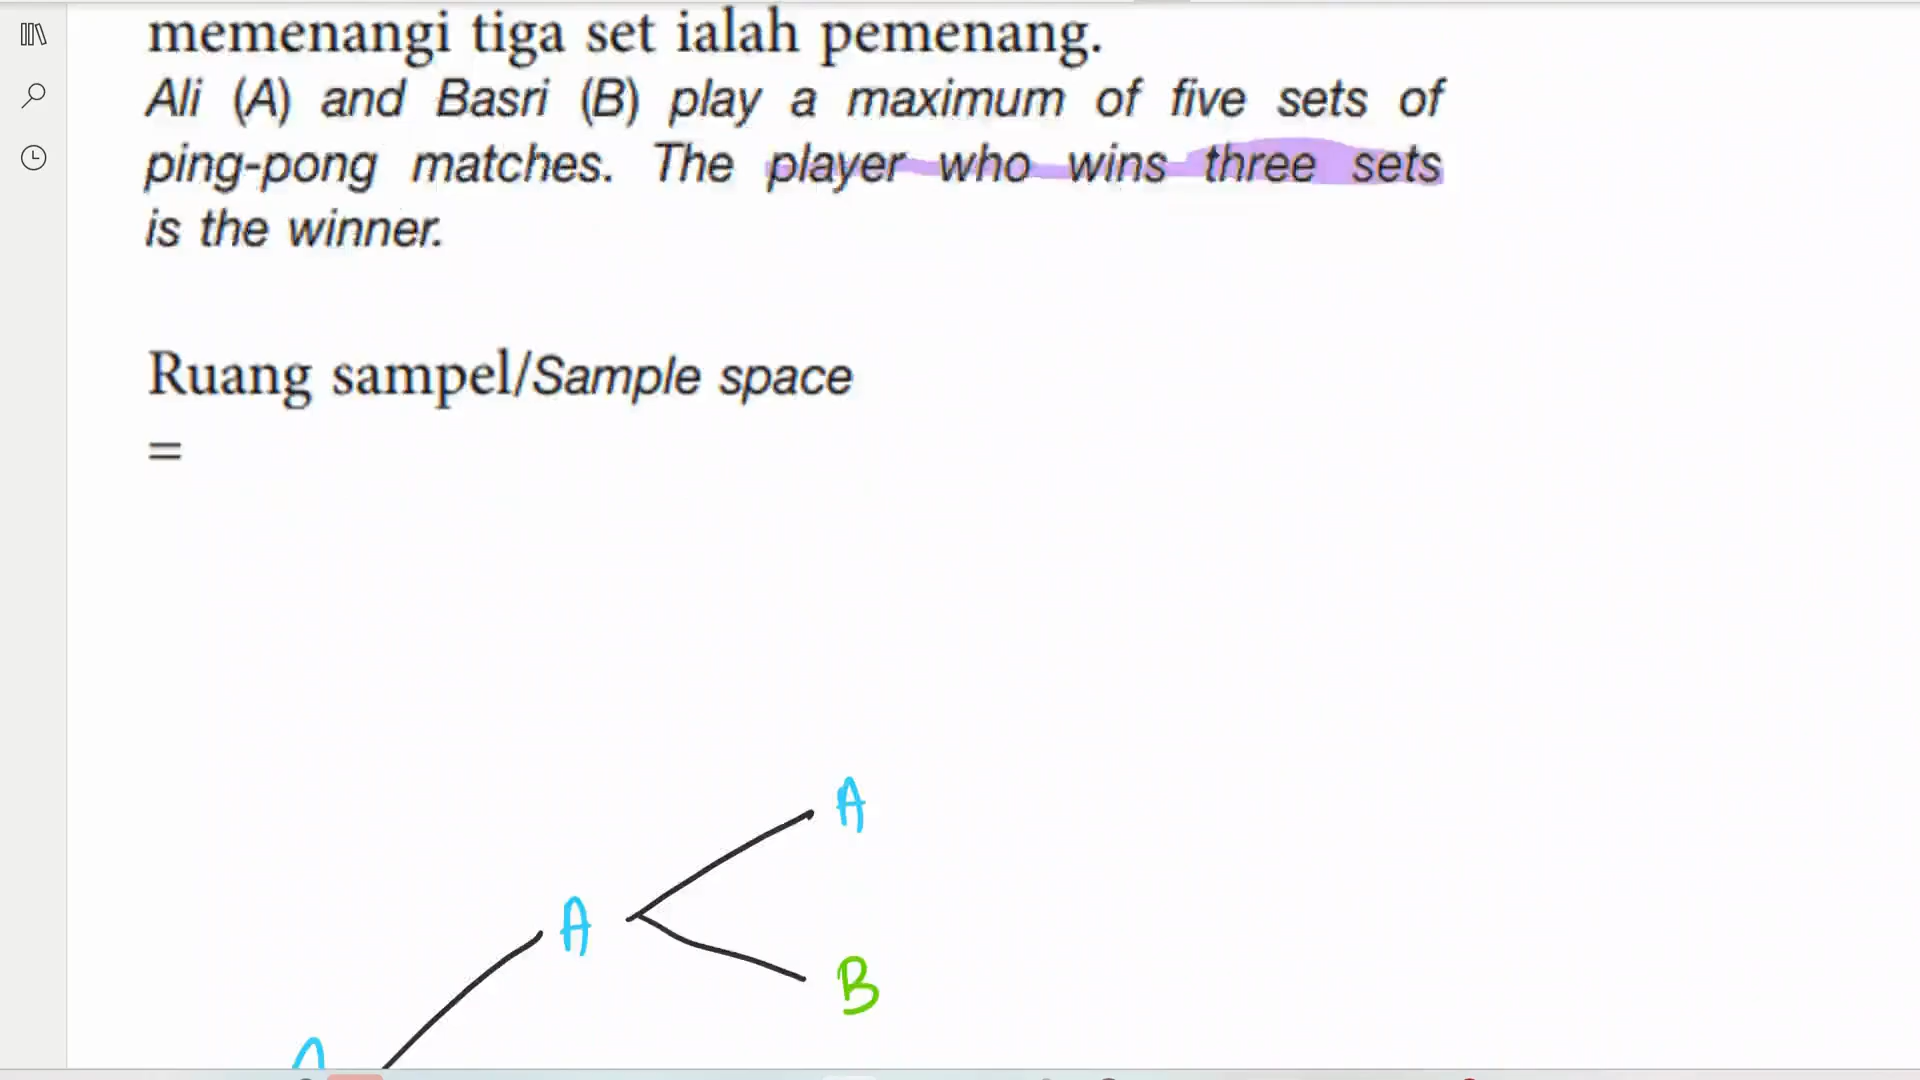 memenangi tiga set ialah pemenang.
Ali (A) and Basri (B) play a maximum of five sets of
ping-pong matches. The player who wins three sets
is the winner.
Ruang sampel/Sample space
=
A
A
B